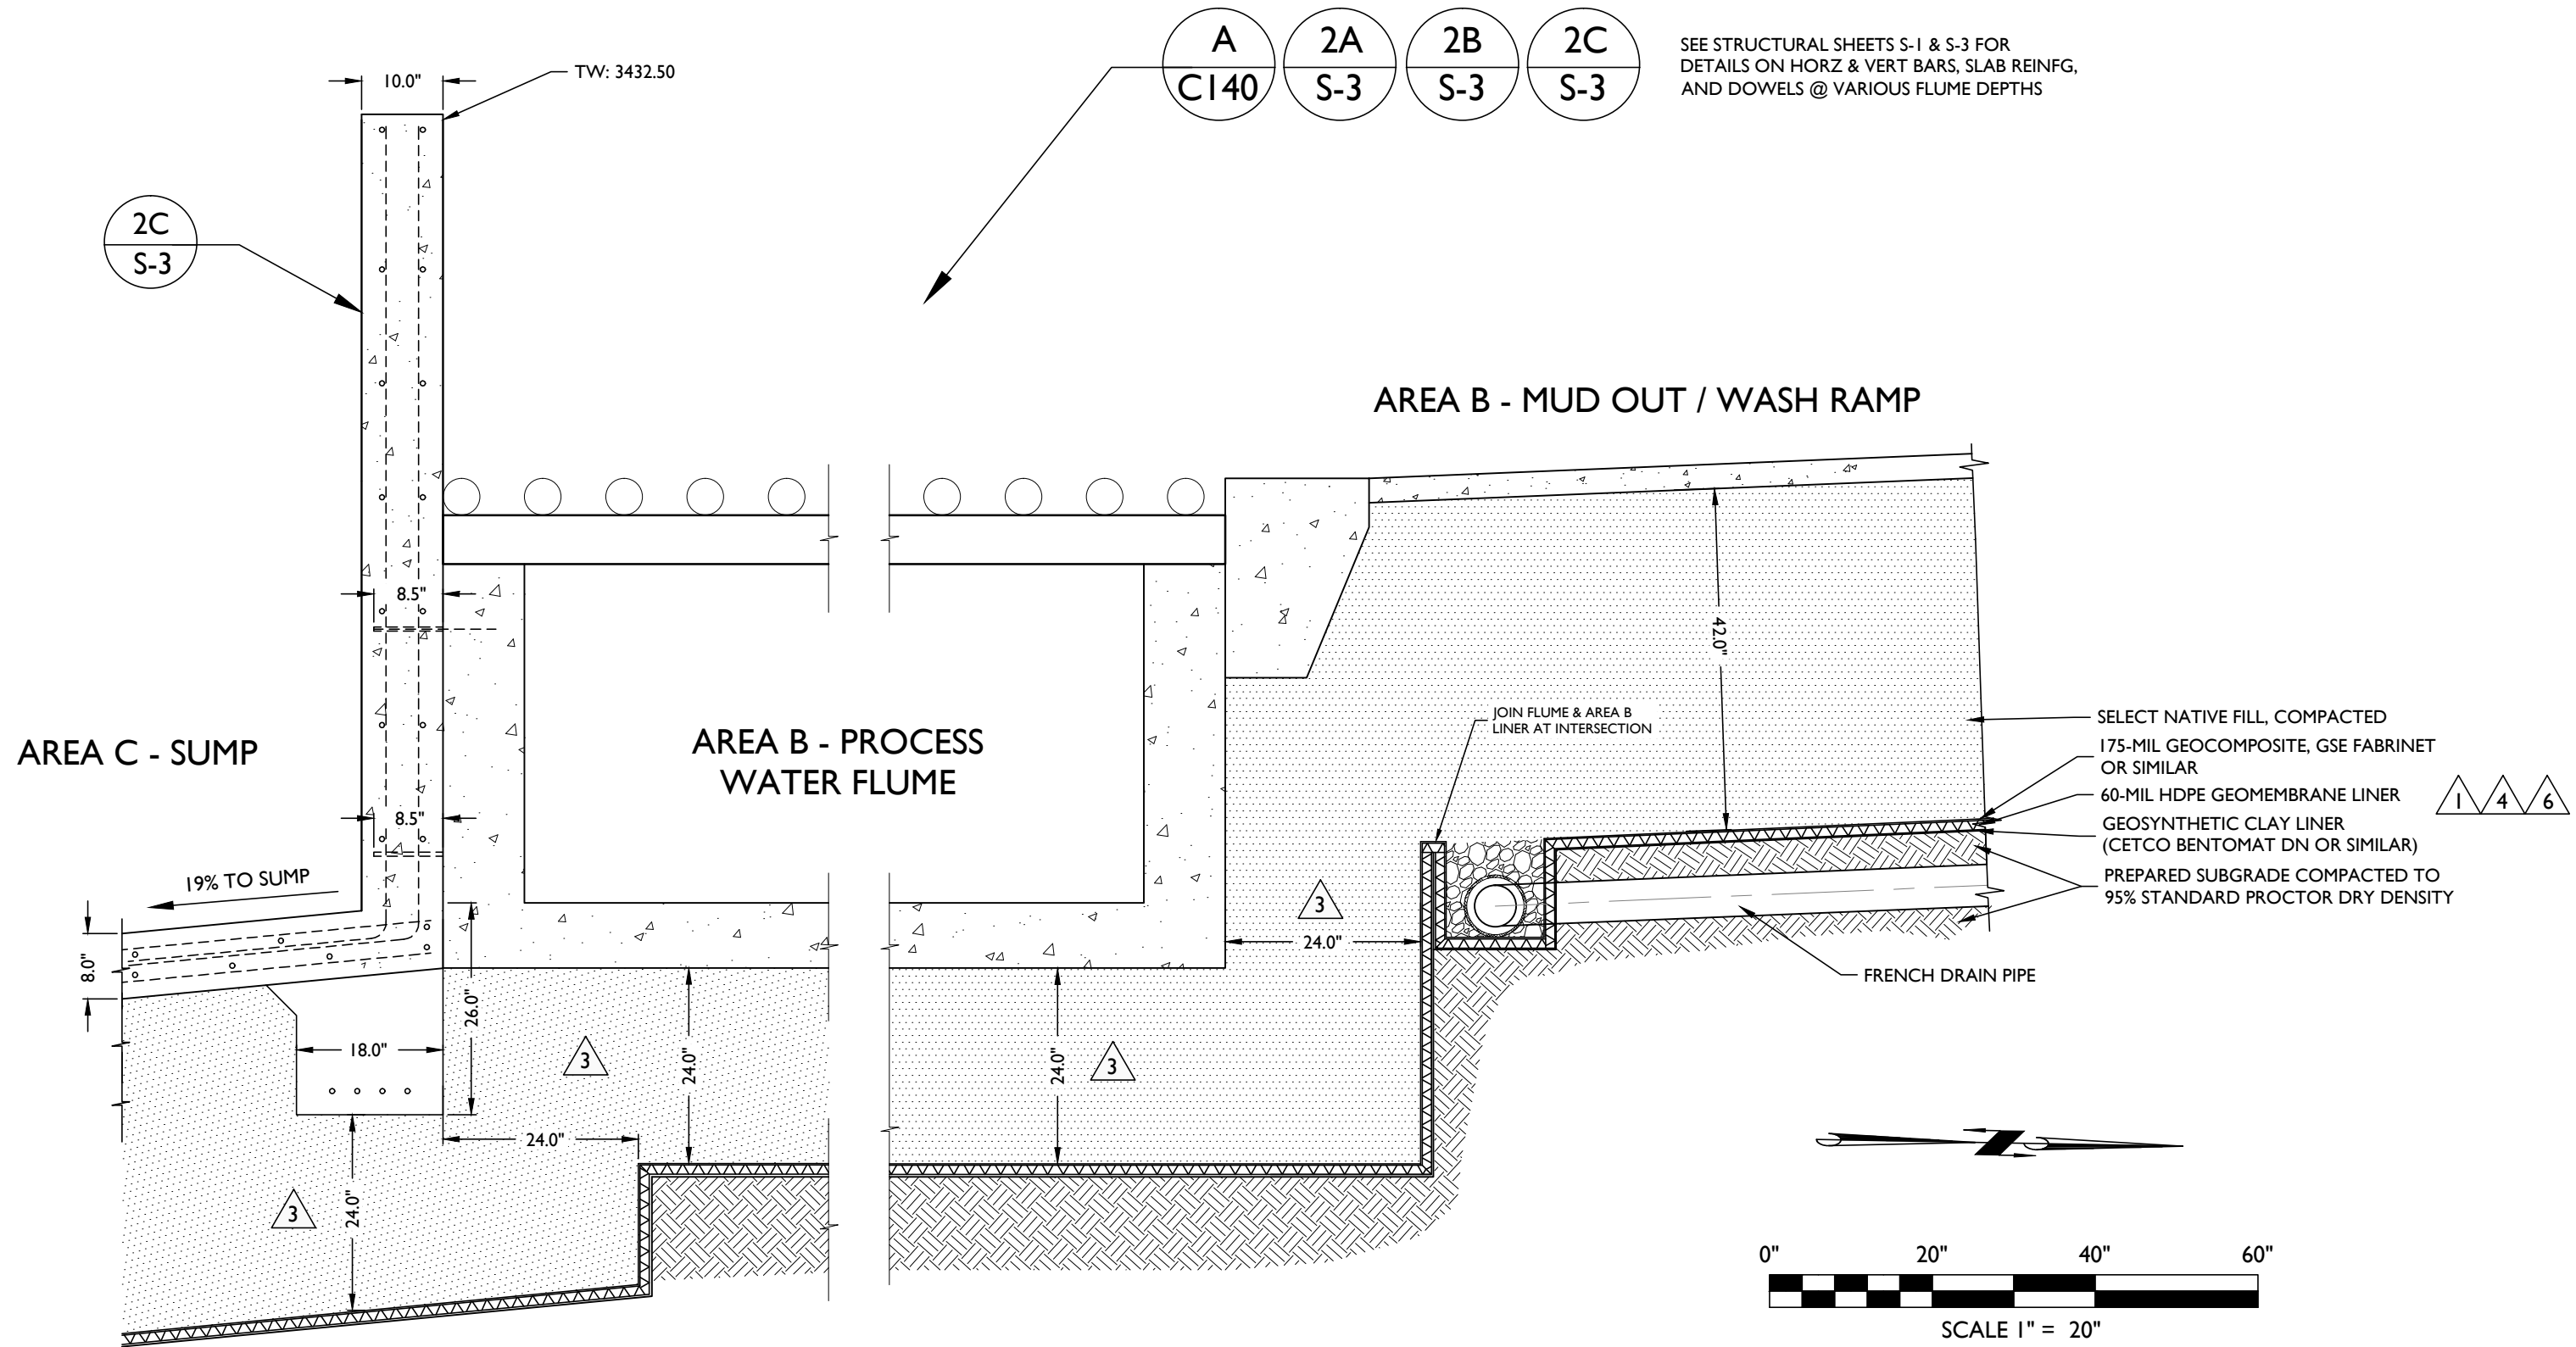 A
C140
2A
S-3
2B
S-3
2C
S-3
SEE STRUCTURAL SHEETS S-1 & S-3 FOR
DETAILS ON HORZ & VERT BARS, SLAB REINFG,
AND DOWELS @ VARIOUS FLUME DEPTHS
10.0"
TW: 3432.50
2C
S-3
AREA B - MUD OUT / WASH RAMP
8.5"
42.0"
JOIN FLUME & AREA B
LINER AT INTERSECTION
SELECT NATIVE FILL, COMPACTED
175-MIL GEOCOMPOSITE, GSE FABRINET
OR SIMILAR
60-MIL HDPE GEOMEMBRANE LINER
1
4
6
GEOSYNTHETIC CLAY LINER
(CETCO BENTOMAT DN OR SIMILAR)
PREPARED SUBGRADE COMPACTED TO
95% STANDARD PROCTOR DRY DENSITY
AREA C - SUMP
AREA B - PROCESS
WATER FLUME
8.5"
19% TO SUMP
3
24.0"
8.0"
FRENCH DRAIN PIPE
26.0"
18.0"
3
24.0"
24.0"
3
24.0"
3
24.0"
0"
20"
40"
60"
SCALE 1" = 20"